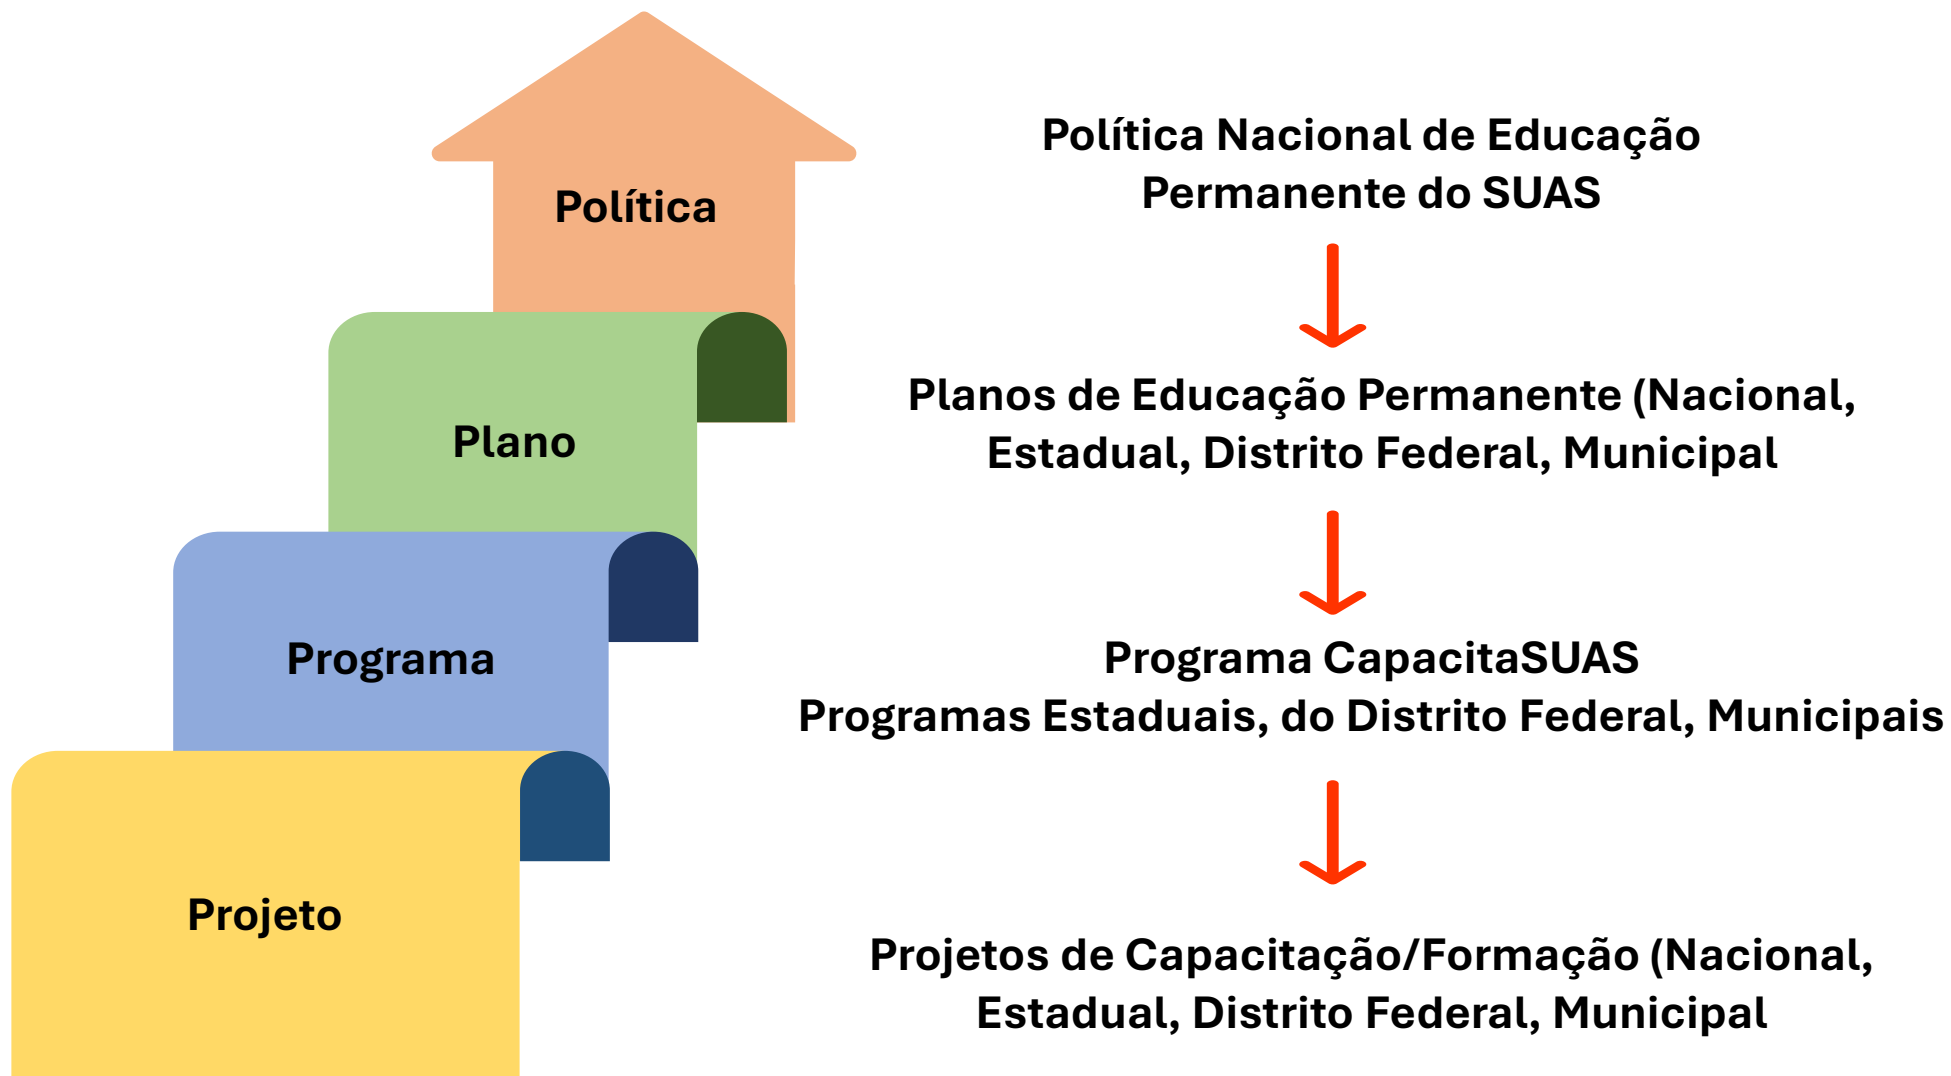 Política
Plano
Programa
Projeto
Política Nacional de Educação
Permanente do SUAS
Planos de Educação Permanente (Nacional,
Estadual, Distrito Federal, Municipal
Programa CapacitaSUAS
Programas Estaduais, do Distrito Federal, Municipais
Projetos de Capacitação/Formação (Nacional,
Estadual, Distrito Federal, Municipal